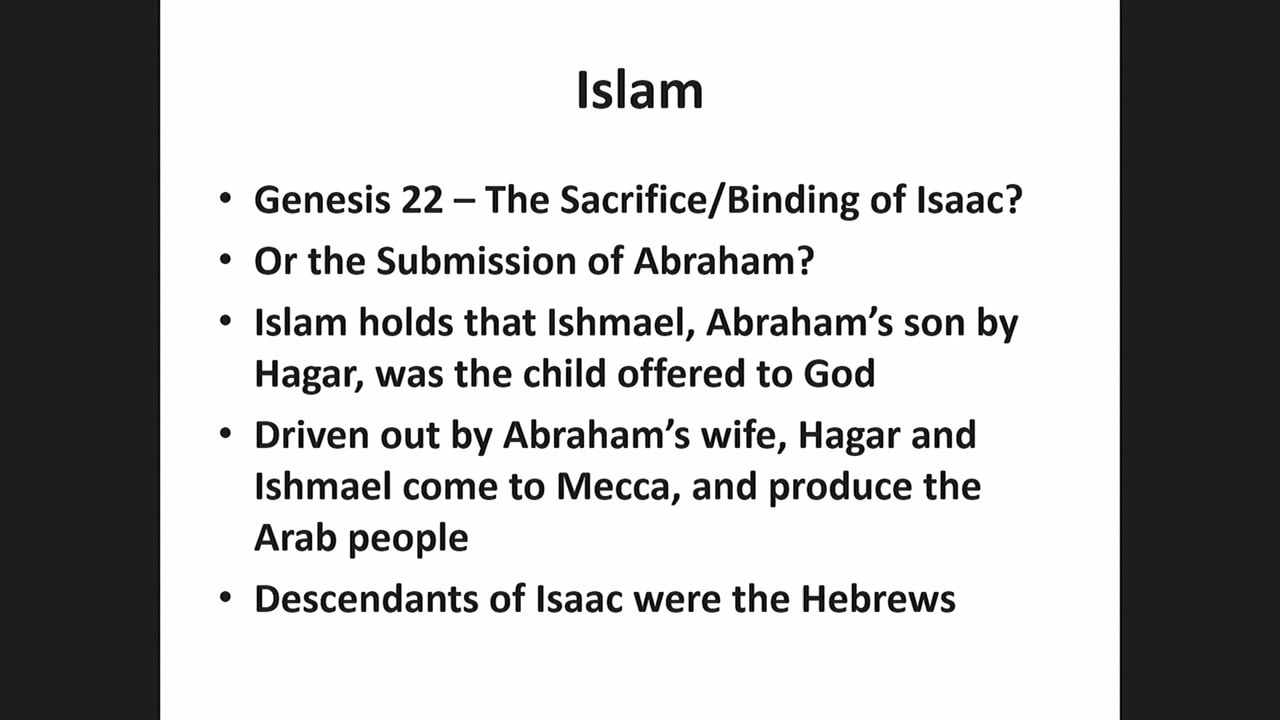 Islam
• Genesis 22 – The Sacrifice/Binding of Isaac?
• Or the Submission of Abraham?
• Islam holds that Ishmael, Abraham’s son by
Hagar, was the child offered to God
• Driven out by Abraham’s wife, Hagar and
Ishmael come to Mecca, and produce the
Arab people
• Descendants of Isaac were the Hebrews